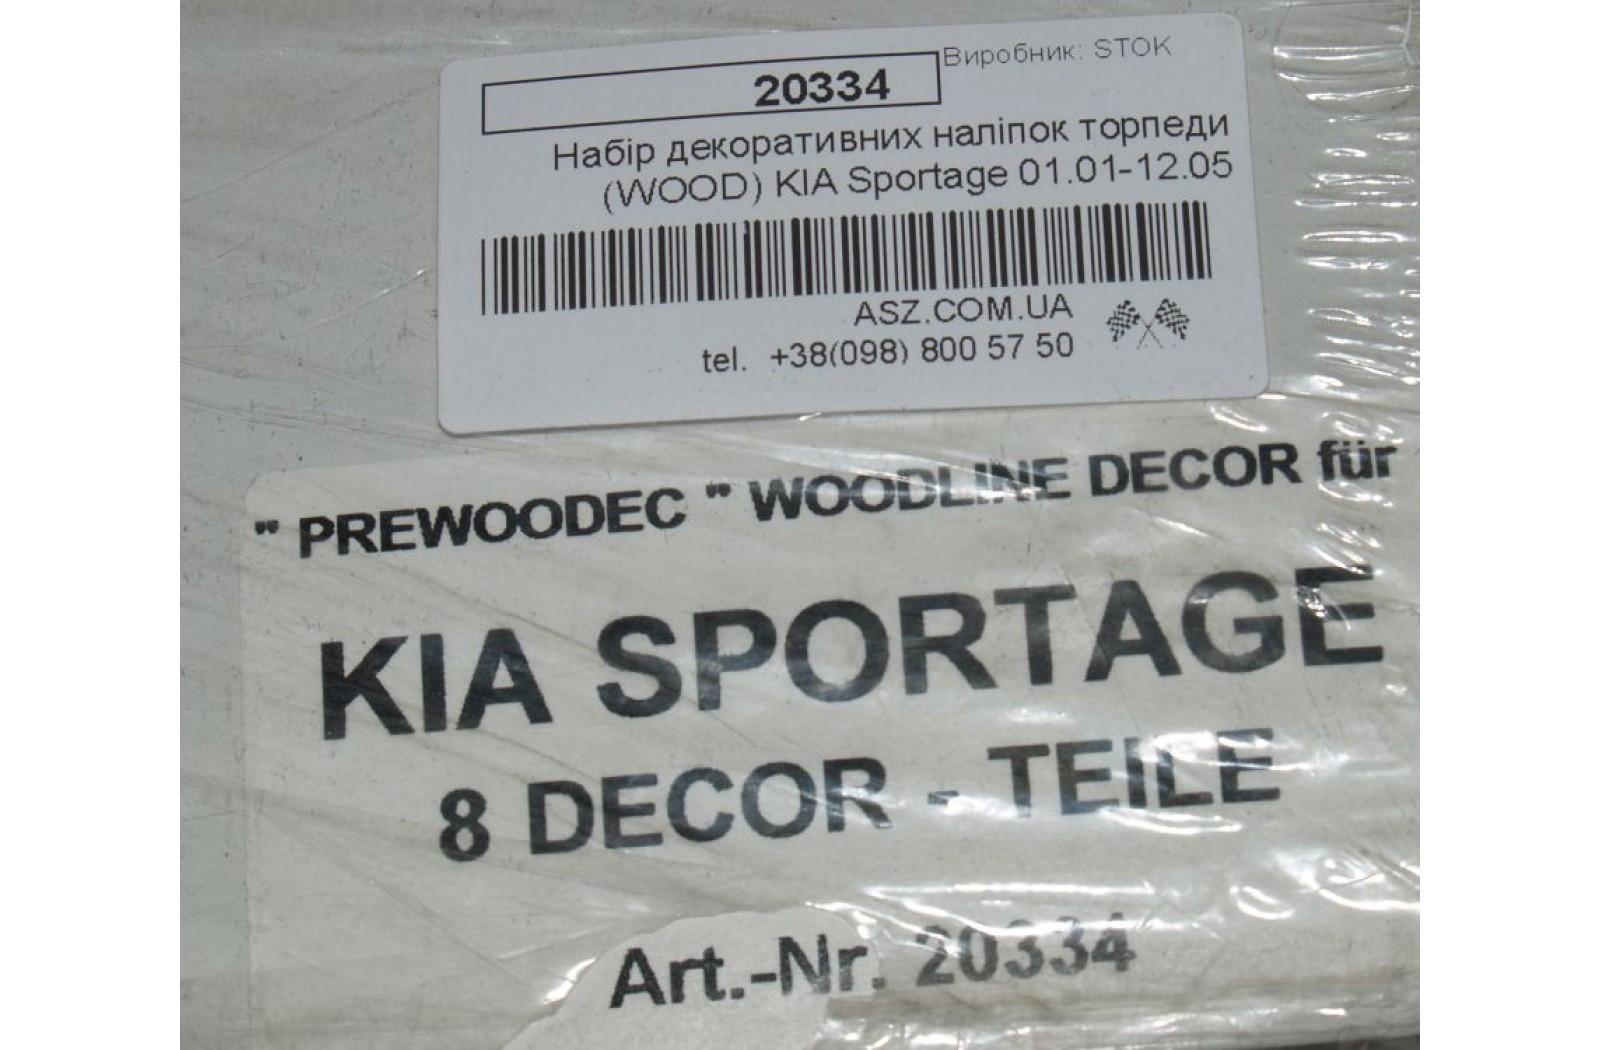 20334
Виробник: STOK
Набір декоративних наліпок торпеди
(WOOD) KIA Sportage 01.01-12.05
ASZ.COM.UA
tel. +38(098) 800 57 50
" PREWOODEC " WOODLINE DECOR für
KIA SPORTAGE
8 DECOR - TEILE
Art.-Nr. 20334